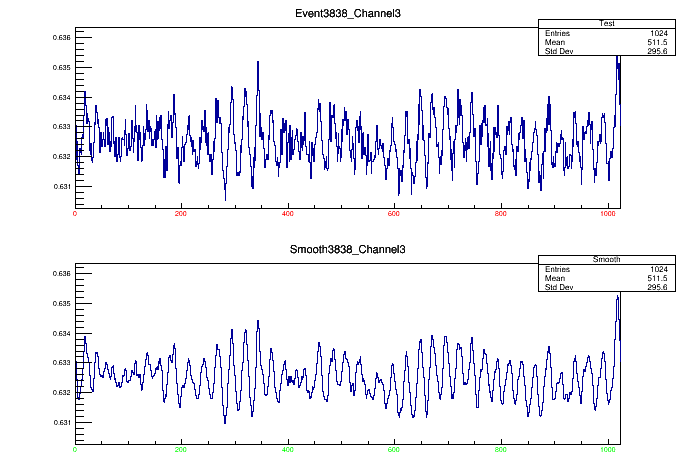 Event3838_Channel3
Test
Entries 1024
Mean 511.5
Std Dev 295.6
0.636
0.635
0.634
0.633
0.632
0.631
0 200 400 600 800 1000
Smooth3838_Channel3
Smooth
Entries 1024
Mean 511.5
Std Dev 295.6
0.636
0.635
0.634
0.633
0.632
0.631
0 200 400 600 800 1000